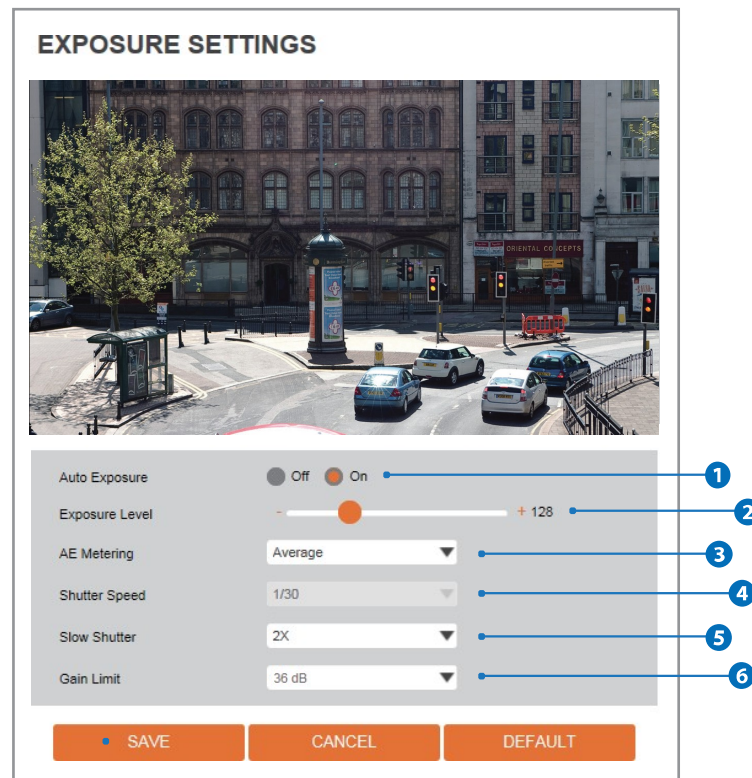 EXPOSURE SETTINGS
ORIENTAL CONCEPTS
Auto Exposure Off On 1
Exposure Level - + 128 2
AE Metering Average 3
Shutter Speed 1/30 4
Slow Shutter 2X 5
Gain Limit 36 dB 6
SAVE CANCEL DEFAULT